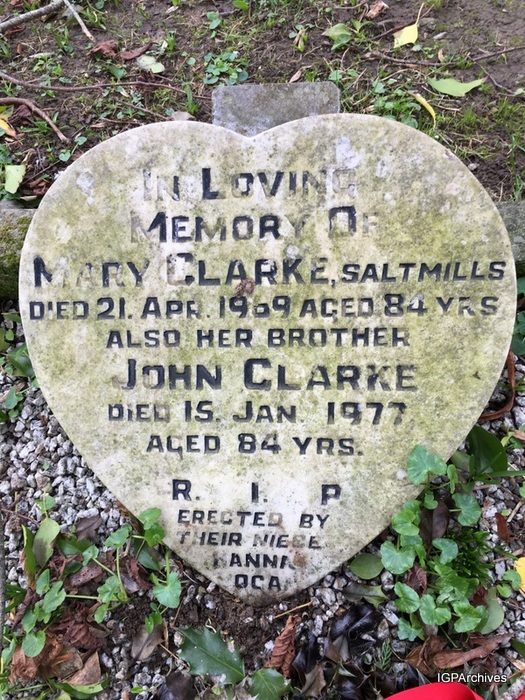 IN LOVING
MEMORY OF
MARY CLARKE, SALTMILLS
DIED 21. APR. 1969 AGED 84 YRS
ALSO HER BROTHER
JOHN CLARKE
DIED 15. JAN. 1977
AGED 84 YRS.
R. I. P
ERECTED BY
THEIR NIECE
IGPArchives